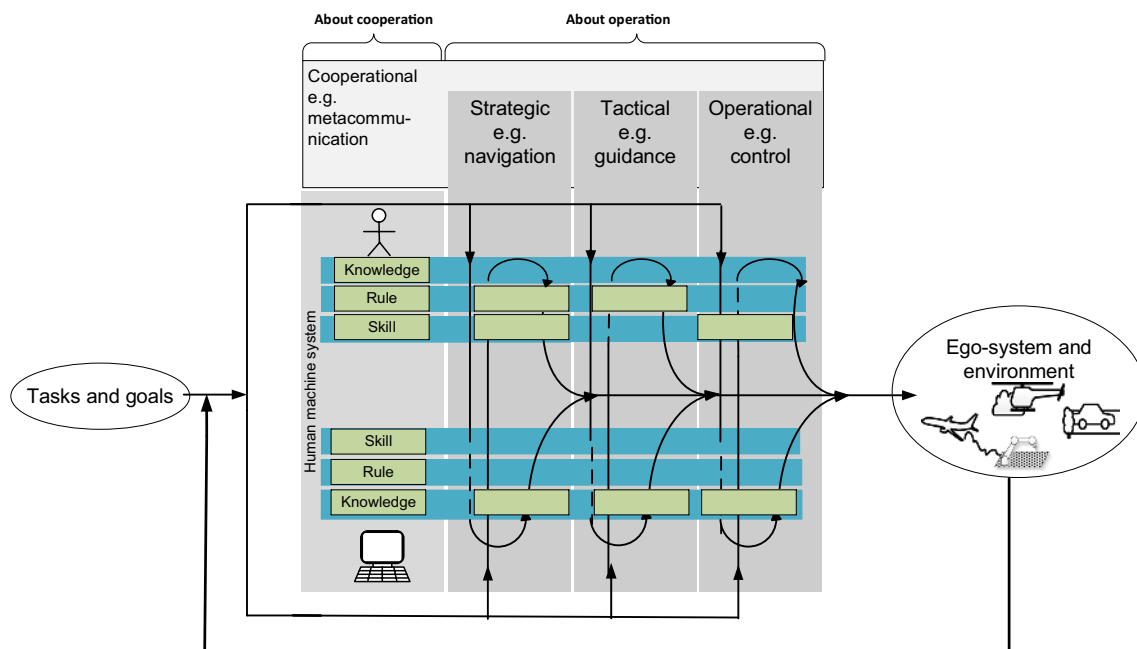 About cooperation
About operation
Cooperational
e.g.
metacommu-
nication
Strategic
e.g.
navigation
Tactical
e.g.
guidance
Operational
e.g.
control
Human machine system
Knowledge
Rule
Skill
Tasks and goals
Ego-system and
environment
Skill
Rule
Knowledge